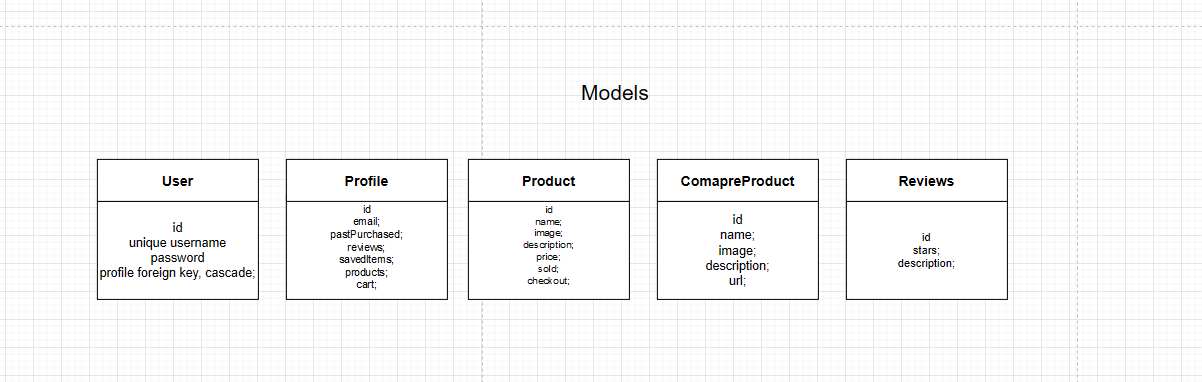 Models
User
id
unique username
password
profile foreign key, cascade;
Profile
id
email;
pastPurchased;
reviews;
savedItems;
products;
cart;
Product
id
name;
image;
description;
price;
sold;
checkout;
ComapreProduct
id
name;
image;
description;
url;
Reviews
id
stars;
description;